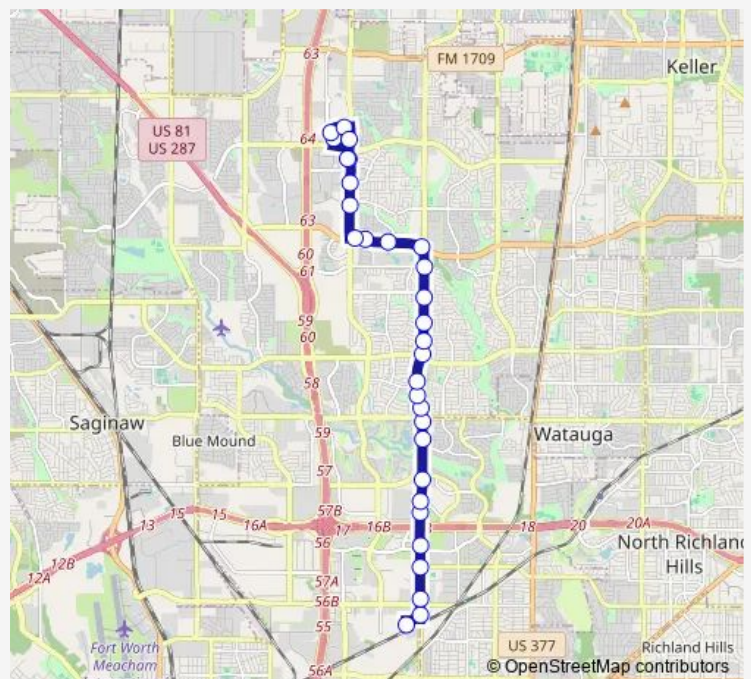 63
FM 1709
Keller
US 81
US 287
64
63
60
61
59
60
58
Saginaw
Blue Mound
59
Watauga
57
57B
13
15
15
16A
17
16B
18
20
20A
56
12B
12A
57A
North Richland
Hills
56B
55
Fort Worth
Meacham
US 377
Richland Hills
56A
© OpenStreetMap contributors